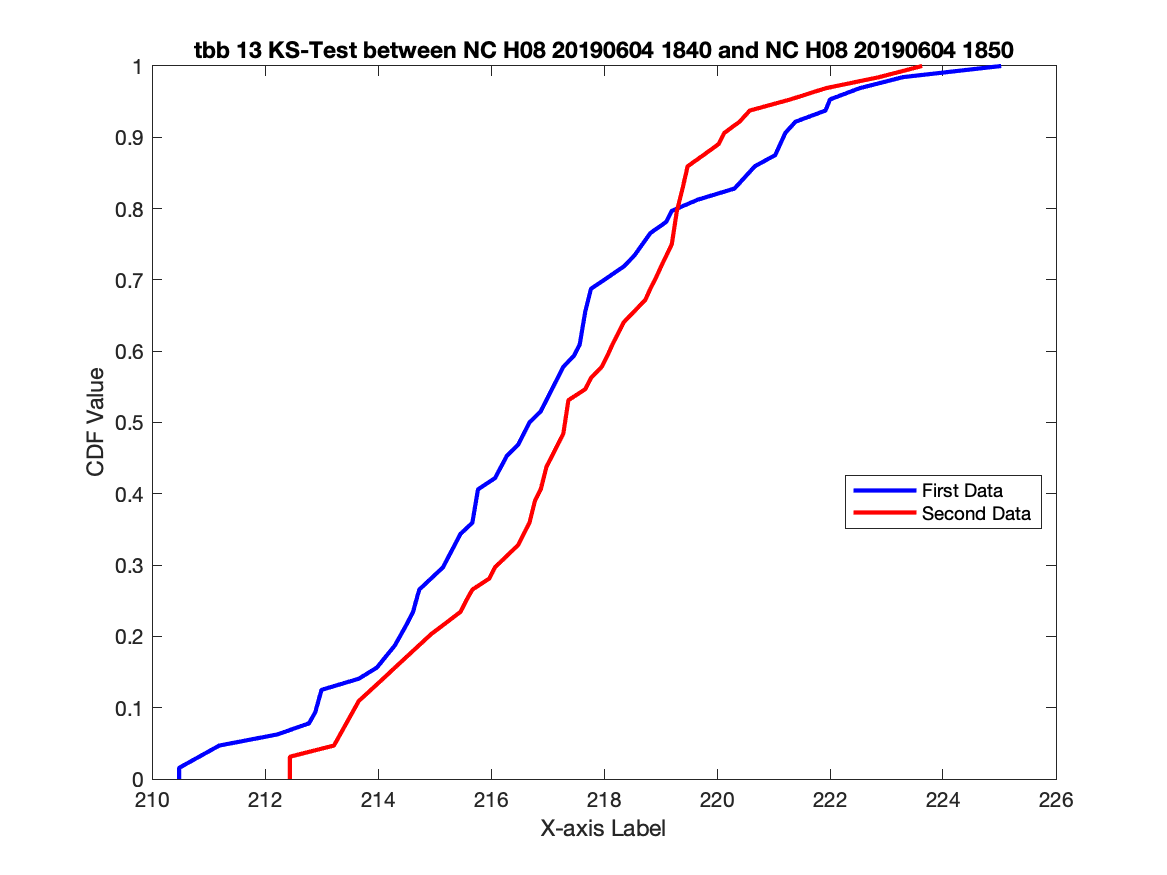 tbb 13 KS-Test between NC H08 20190604 1840 and NC H08 20190604 1850
1
0.9
0.8
0.7
0.6
0.5
0.4
0.3
0.2
0.1
0
CDF Value
First Data
Second Data
210 212 214 216 218 220 222 224 226
X-axis Label